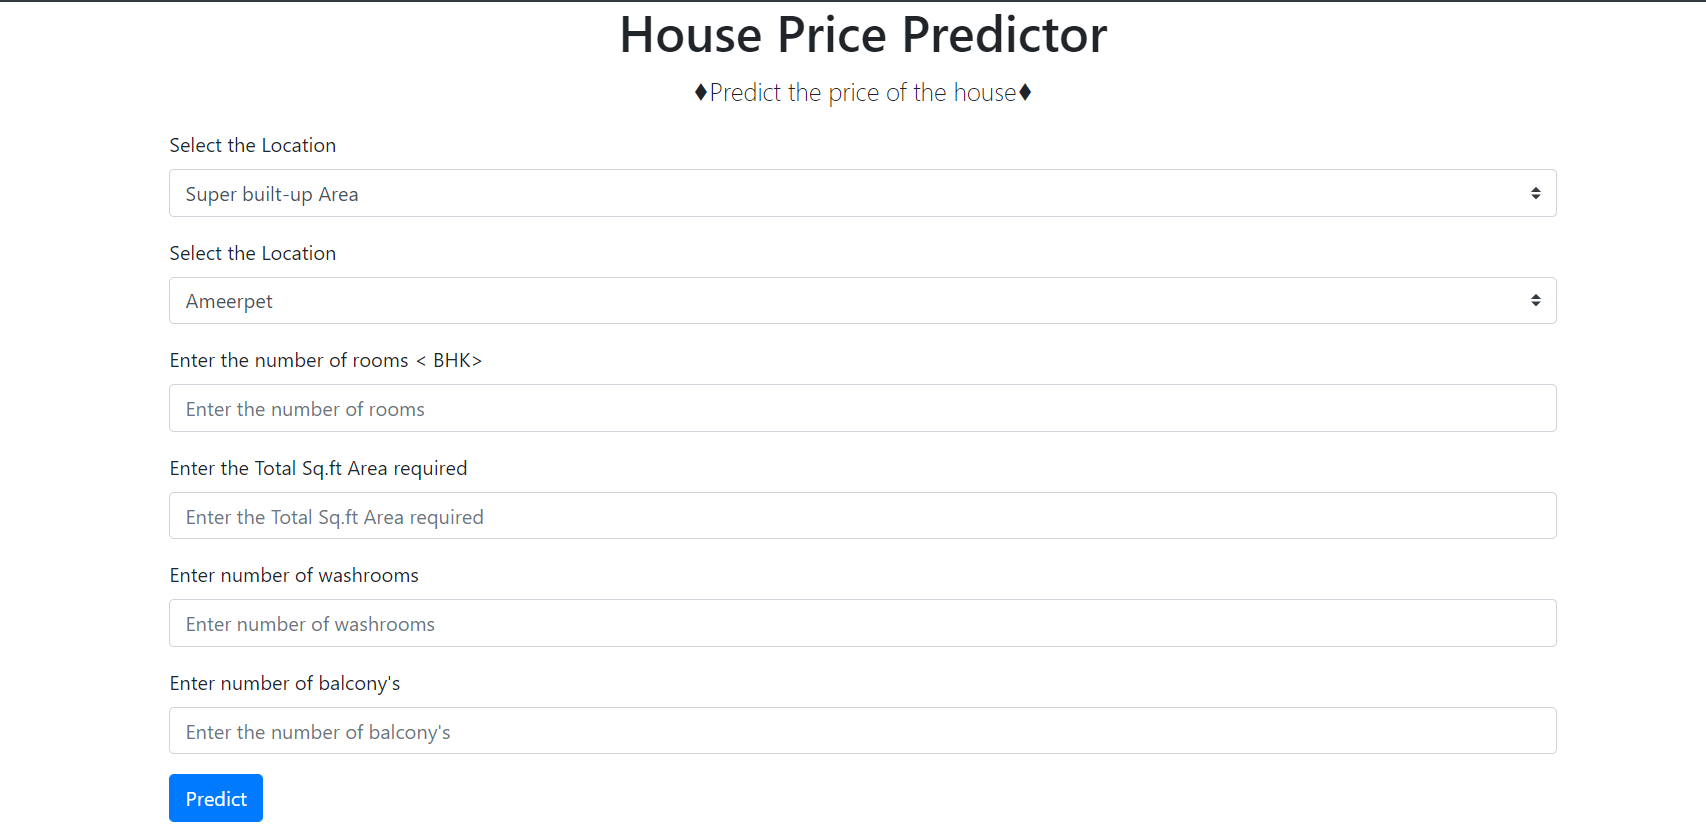 House Price Predictor
♦Predict the price of the house♦
Select the Location
Super built-up Area
Select the Location
Ameerpet
Enter the number of rooms < BHK>
Enter the number of rooms
Enter the Total Sq.ft Area required
Enter the Total Sq.ft Area required
Enter number of washrooms
Enter number of washrooms
Enter number of balcony's
Enter the number of balcony's
Predict